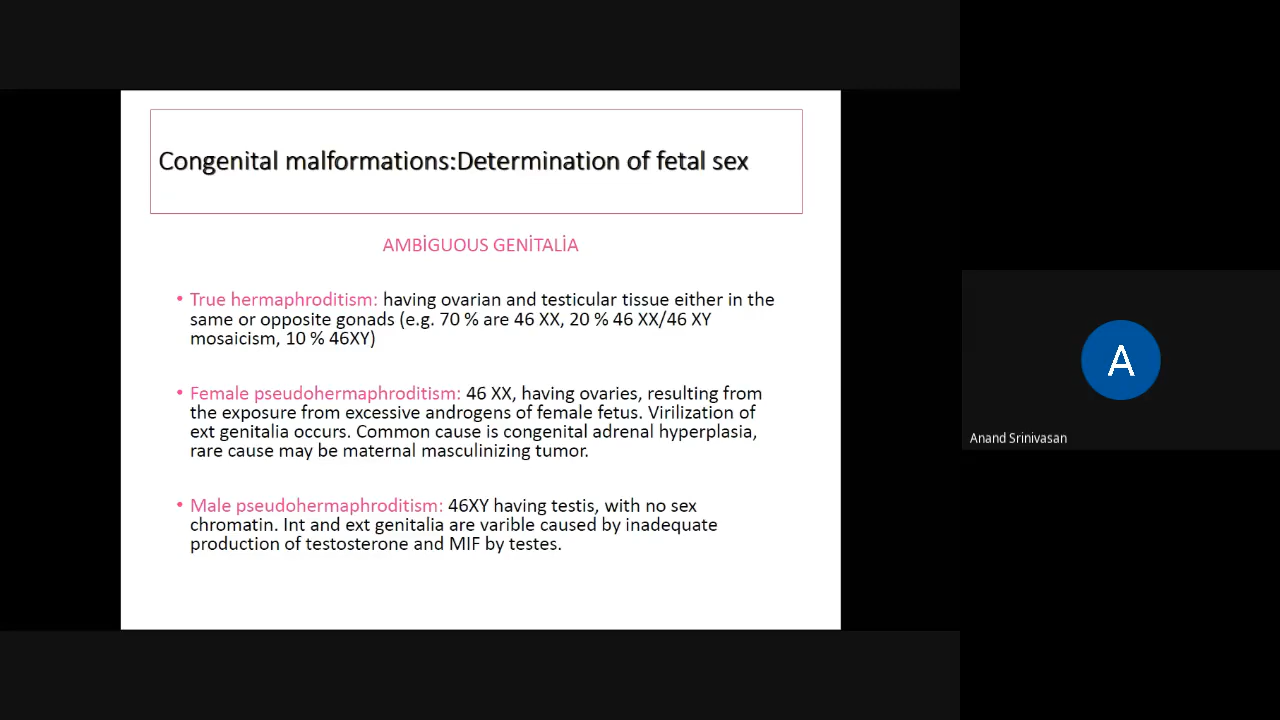 Congenital malformations:Determination of fetal sex
AMBİGUOUS GENİTALİA
• True hermaphroditism: having ovarian and testicular tissue either in the
same or opposite gonads (e.g. 70 % are 46 XX, 20 % 46 XX/46 XY
mosaicism, 10 % 46XY)
• Female pseudohermaphroditism: 46 XX, having ovaries, resulting from
the exposure from excessive androgens of female fetus. Virilization of
ext genitalia occurs. Common cause is congenital adrenal hyperplasia,
rare cause may be maternal masculinizing tumor.
• Male pseudohermaphroditism: 46XY having testis, with no sex
chromatin. Int and ext genitalia are varible caused by inadequate
production of testosterone and MIF by testes.
A
Anand Srinivasan